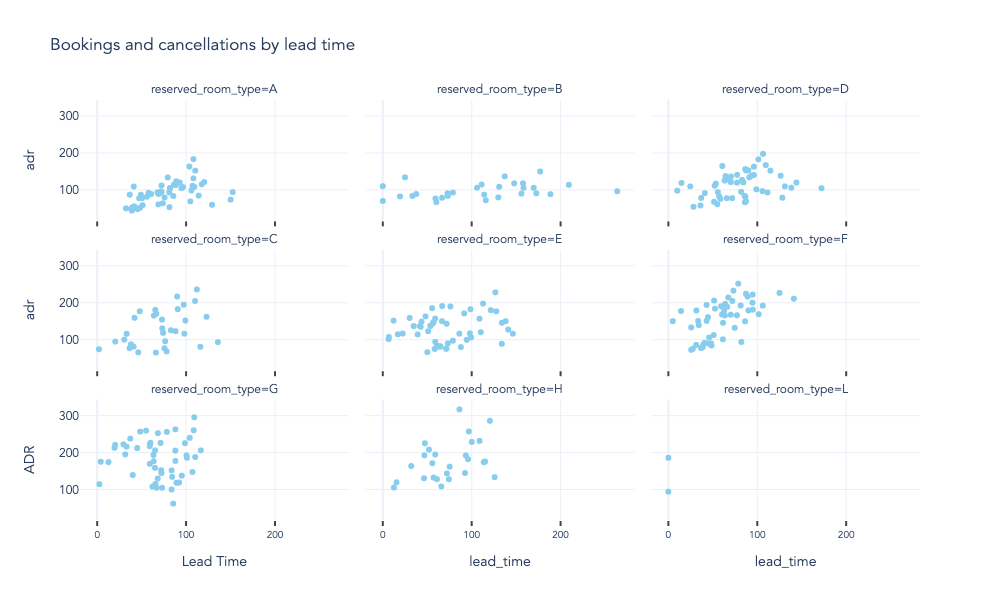 Bookings and cancellations by lead time
reserved_room_type=A
reserved_room_type=B
reserved_room_type=D
300
200
100
adr
reserved_room_type=C
reserved_room_type=E
reserved_room_type=F
300
200
100
adr
reserved_room_type=G
reserved_room_type=H
reserved_room_type=L
300
200
100
ADR
0 100 200 0 100 200 0 100 200
Lead Time lead_time lead_time